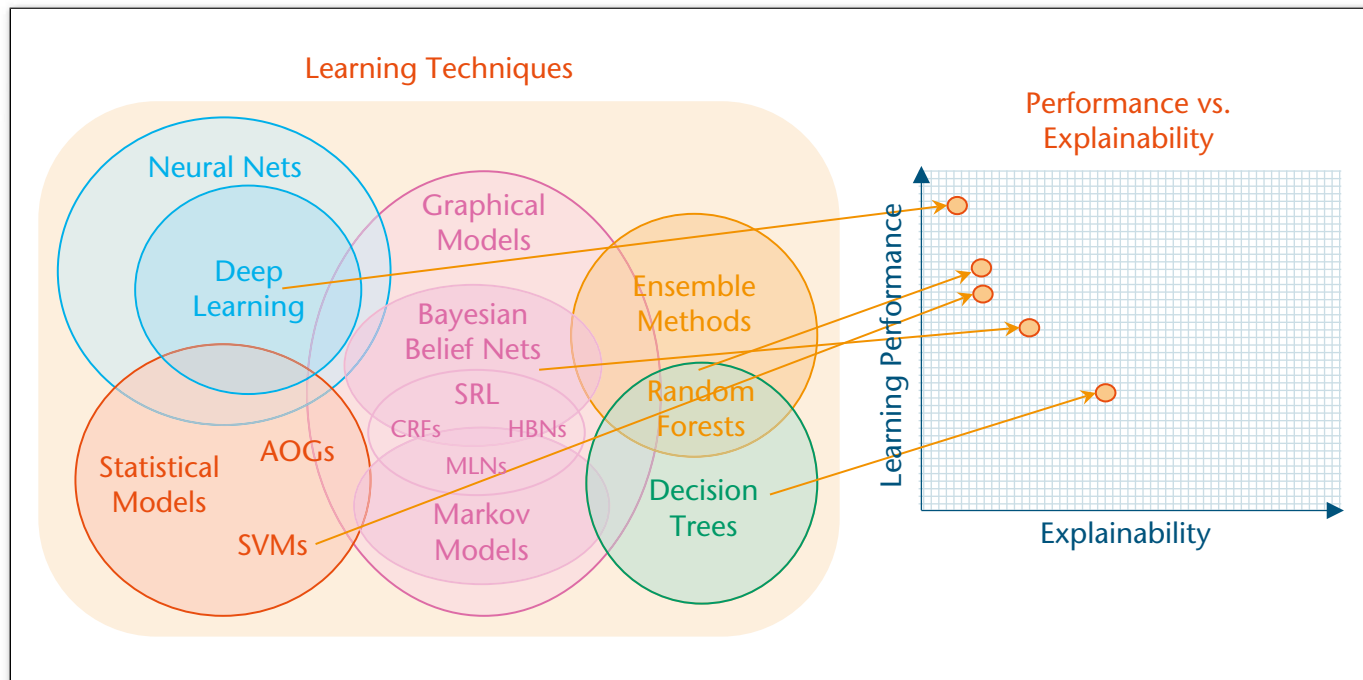 Learning Techniques
Neural Nets
Deep
Learning
Graphical
Models
Bayesian
Belief Nets
SRL
CRFs
HBNs
MLNs
Markov
Models
Ensemble
Methods
Random
Forests
Decision
Trees
Statistical
Models
AOGs
SVMs
Performance vs.
Explainability
Learning Performance
Explainability